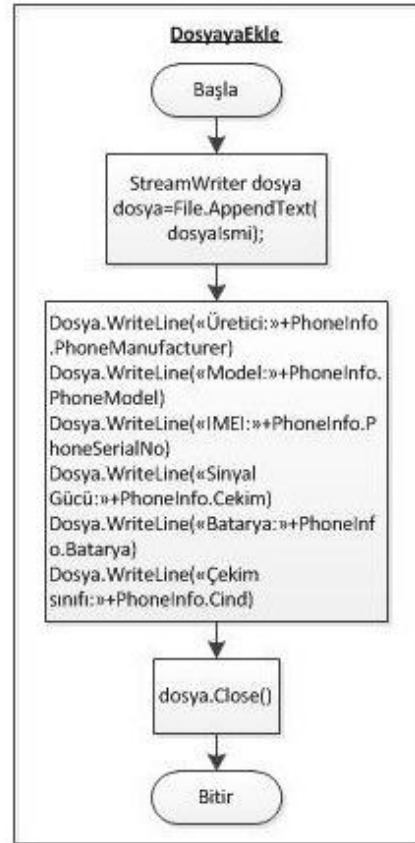 DosyayaEkle
Başla
StreamWriter dosya
dosya=File.AppendText(
dosyaIsmi);
Dosya.WriteLine(«Üretici:»+PhoneInfo
.PhoneManufacturer)
Dosya.WriteLine(«Model:»+PhoneInfo.
PhoneModel)
Dosya.WriteLine(«IMEI:»+PhoneInfo.P
honeSerialNo)
Dosya.WriteLine(«Sinyal
Gücü:»+PhoneInfo.Cekim)
Dosya.WriteLine(«Batarya:»+PhoneInf
o.Batarya)
Dosya.WriteLine(«Çekim
sınıfı:»+PhoneInfo.Cind)
dosya.Close()
Bitir